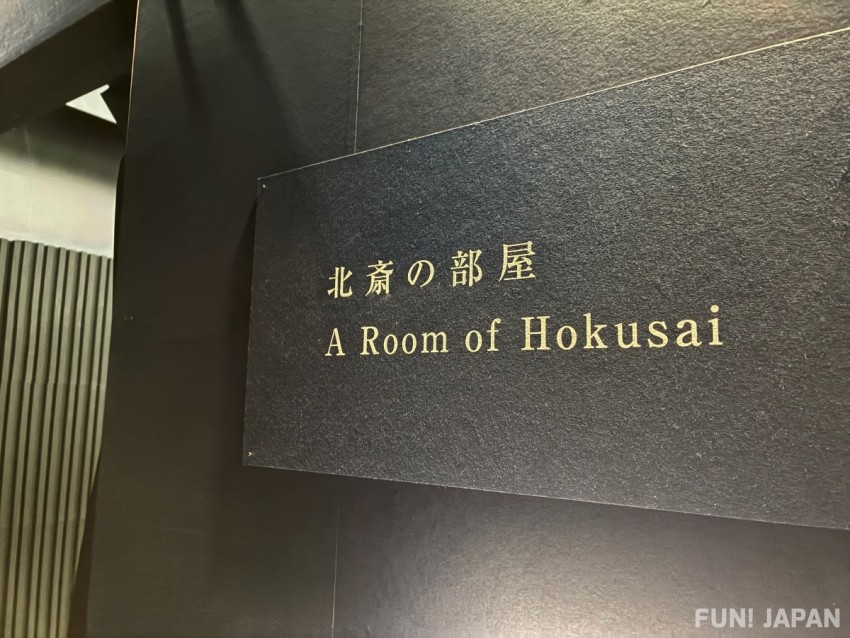 北斎の部屋
A Room of Hokusai
FUN! JAPAN